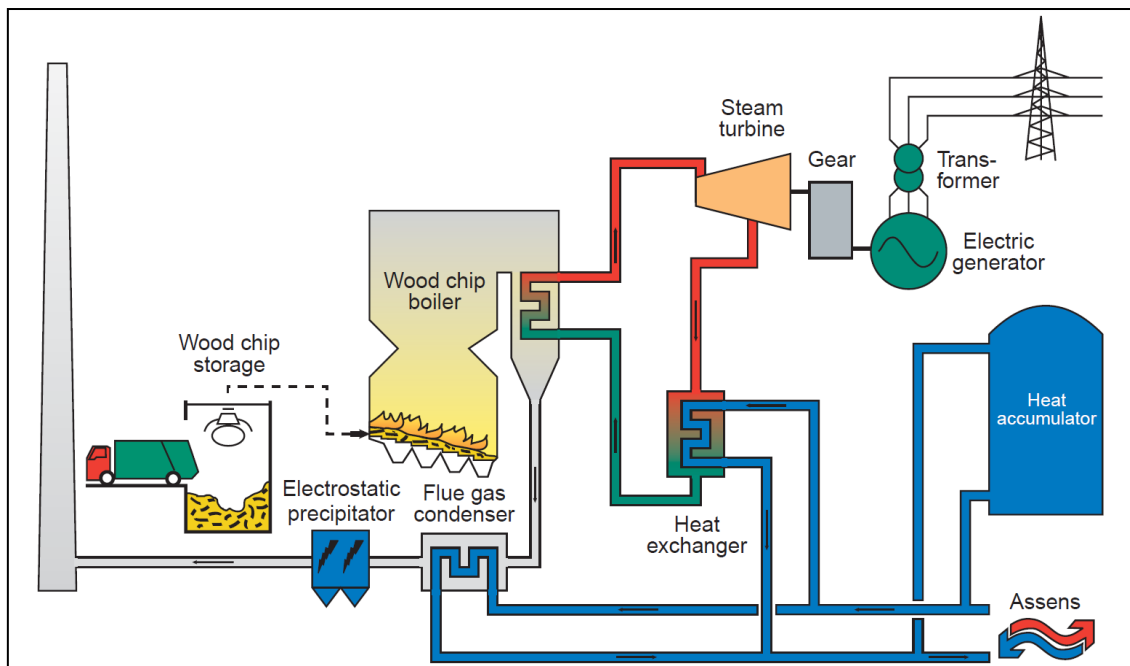 Steam
turbine
Gear
Trans-
former
Electric
generator
Wood chip
boiler
Wood chip
storage
Heat
accumulator
Electrostatic
precipitator
Flue gas
condenser
Heat
exchanger
Assens